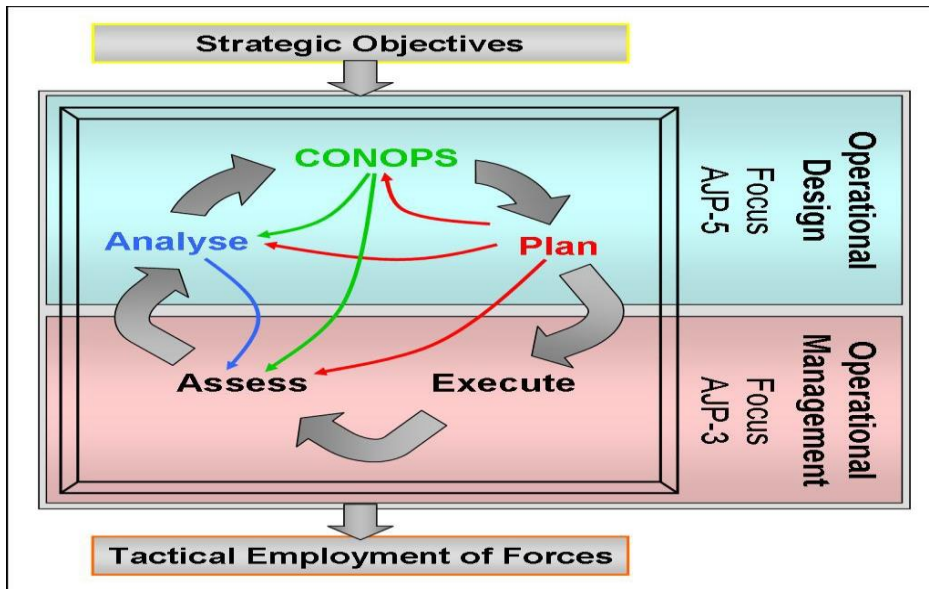 Strategic Objectives
CONOPS
Analyse
Plan
Assess
Execute
Operational
Design
Focus
AJP-5
Operational
Management
Focus
AJP-3
Tactical Employment of Forces